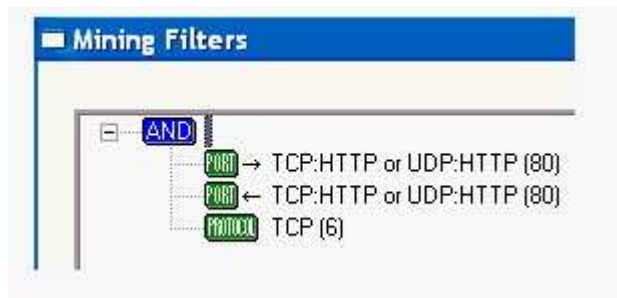 Mining Filters
AND
PORT → TCP:HTTP or UDP:HTTP (80)
PORT ← TCP:HTTP or UDP:HTTP (80)
PROTOCOL TCP (6)